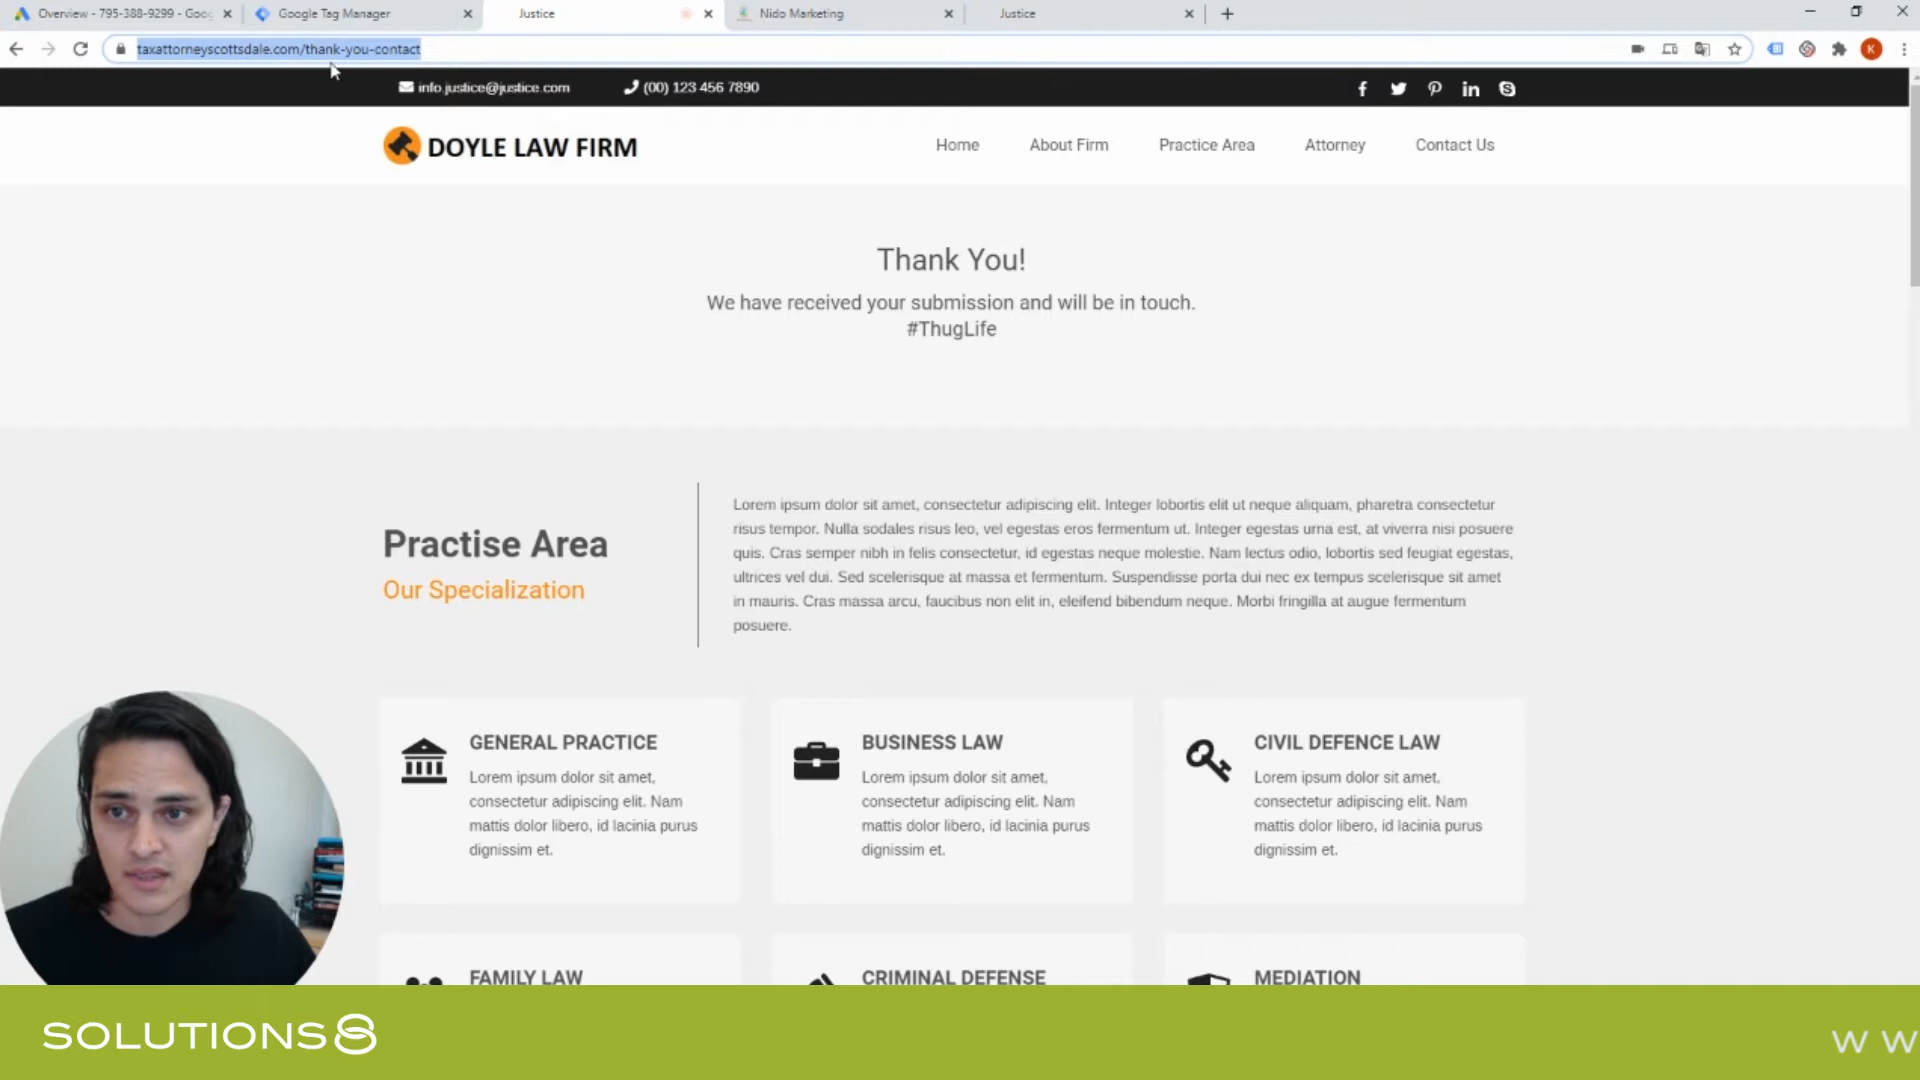 Overview - 795-388-9299 - Goog
Google Tag Manager
Justice
Nido Marketing
Justice
taxattorneyscottsdale.com/thank-you-contact
K
info.justice@justice.com
(00) 123 456 7890
DOYLE LAW FIRM
Home
About Firm
Practice Area
Attorney
Contact Us
Thank You!
We have received your submission and will be in touch.
#ThugLife
Practise Area
Our Specialization
Lorem ipsum dolor sit amet, consectetur adipiscing elit. Integer lobortis elit ut neque aliquam, pharetra consectetur
risus tempor. Nulla sodales risus leo, vel egestas eros fermentum ut. Integer egestas urna est, at viverra nisi posuere
quis. Cras semper nibh in felis consectetur, id egestas neque molestie. Nam lectus odio, lobortis sed feugiat egestas,
ultrices vel dui. Sed scelerisque at massa et fermentum. Suspendisse porta dui nec ex tempus scelerisque sit amet
in mauris. Cras massa arcu, faucibus non elit in, eleifend bibendum neque. Morbi fringilla at augue fermentum
posuere.
GENERAL PRACTICE
Lorem ipsum dolor sit amet,
consectetur adipiscing elit. Nam
mattis dolor libero, id lacinia purus
dignissim et.
BUSINESS LAW
Lorem ipsum dolor sit amet,
consectetur adipiscing elit. Nam
mattis dolor libero, id lacinia purus
dignissim et.
CIVIL DEFENCE LAW
Lorem ipsum dolor sit amet,
consectetur adipiscing elit. Nam
mattis dolor libero, id lacinia purus
dignissim et.
FAMILY LAW
CRIMINAL DEFENSE
MEDIATION
SOLUTIONS8
W W